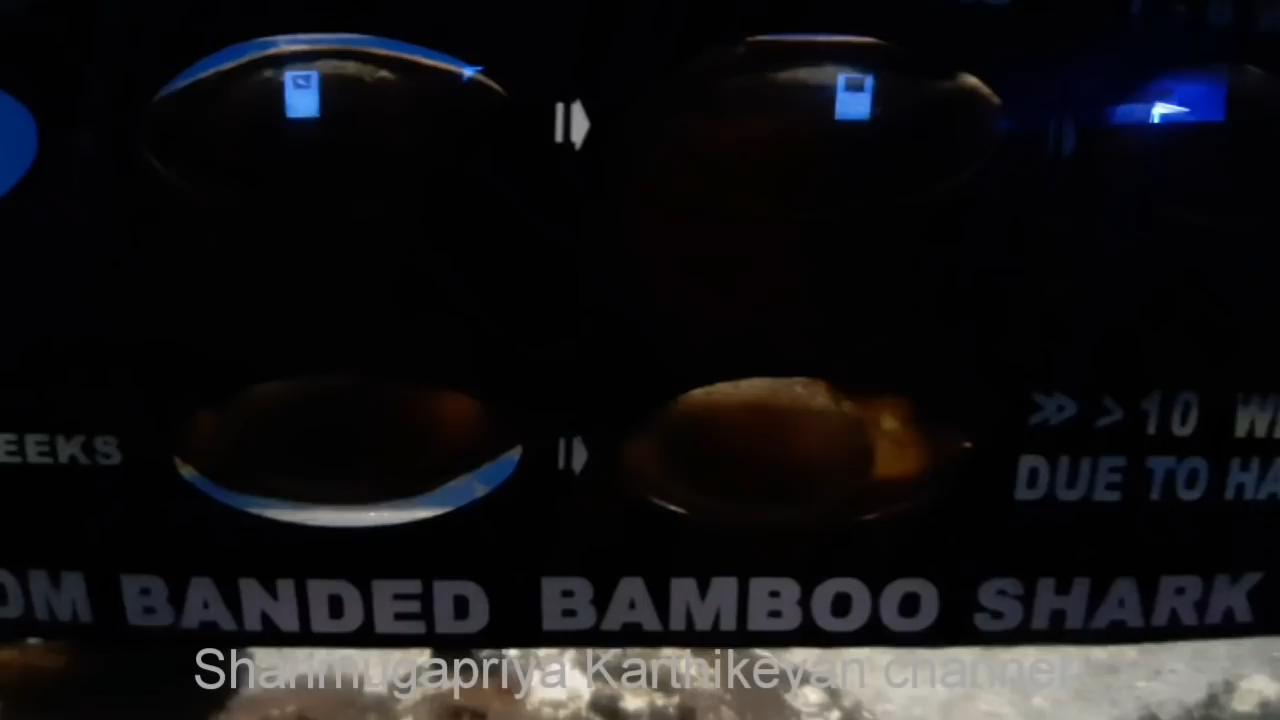 EEKS
>> > 10 W
DUE TO HA
OM BANDED BAMBOO SHARK
Shanmugapriya Karthikeyan channel